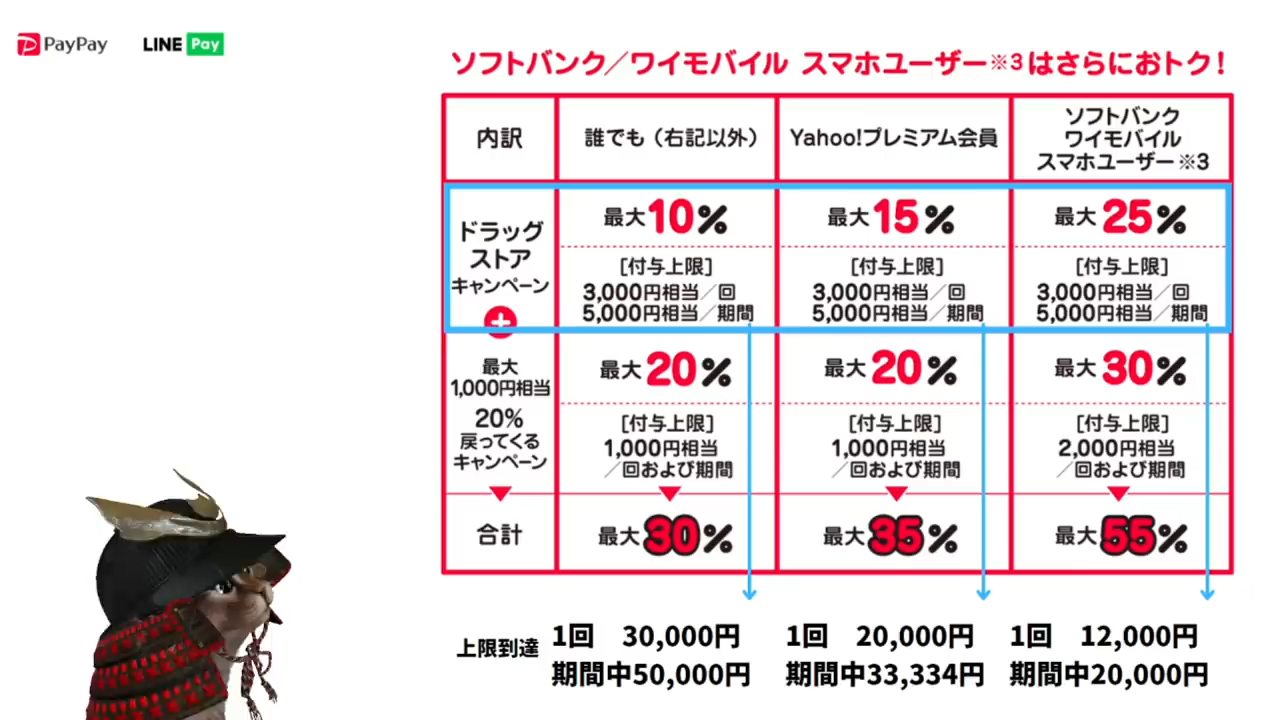 PayPay LINE Pay
ソフトバンク／ワイモバイル スマホユーザー※3はさらにおトク！
内訳
誰でも（右記以外）
Yahoo!プレミアム会員
ソフトバンク
ワイモバイル
スマホユーザー※3
ドラッグ
ストア
キャンペーン
最大10%
[付与上限]
3,000円相当／回
5,000円相当／期間
最大15%
[付与上限]
3,000円相当／回
5,000円相当／期間
最大25%
[付与上限]
3,000円相当／回
5,000円相当／期間
+
最大
1,000円相当
20%
戻ってくる
キャンペーン
最大20%
[付与上限]
1,000円相当
／回および期間
最大20%
[付与上限]
1,000円相当
／回および期間
最大30%
[付与上限]
2,000円相当
／回および期間
合計
最大30%
最大35%
最大55%
上限到達
1回　30,000円
期間中50,000円
1回　20,000円
期間中33,334円
1回　12,000円
期間中20,000円